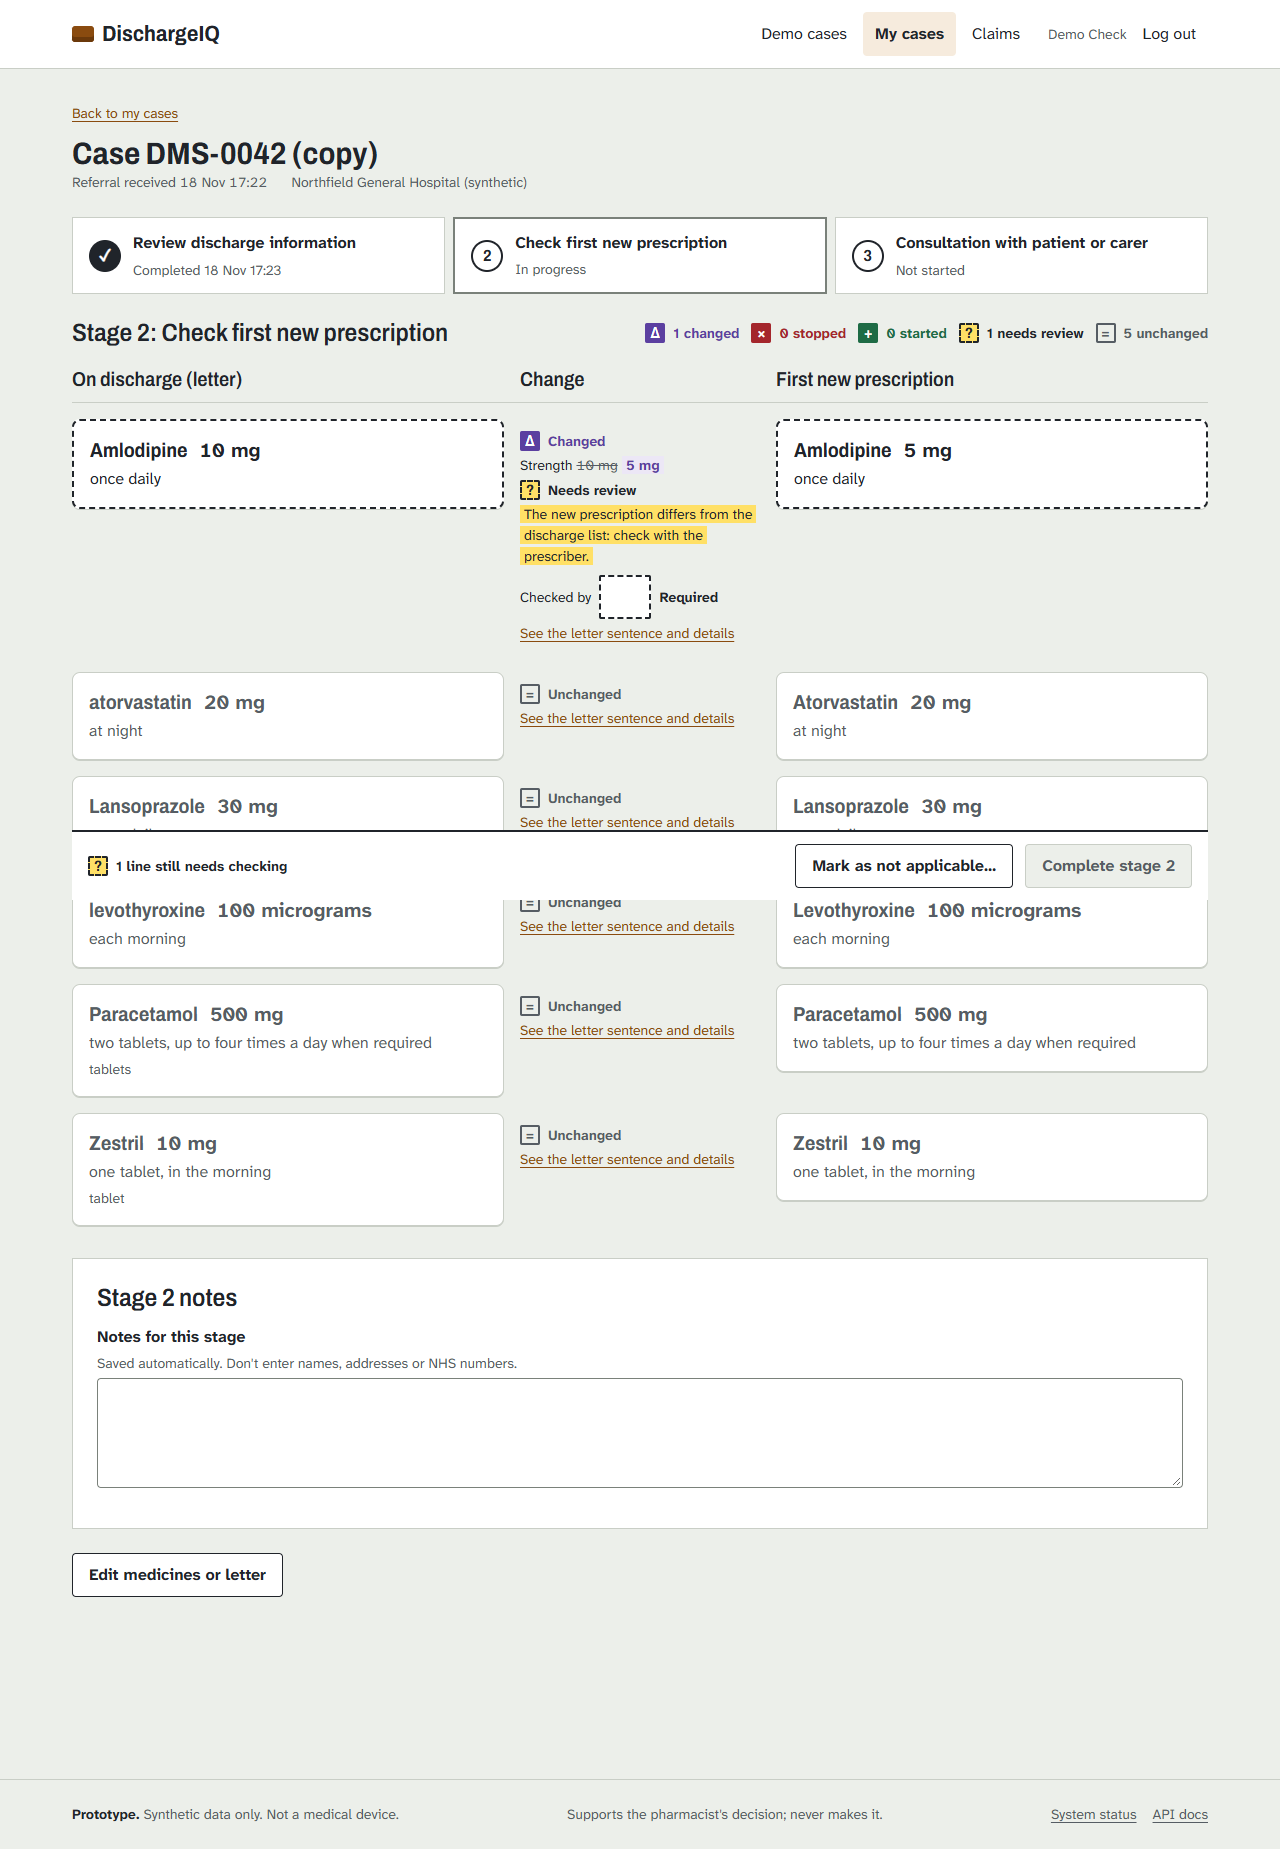 DischargeIQ
Demo cases
My cases
Claims
Demo Check
Log out
Back to my cases
Case DMS-0042 (copy)
Referral received 18 Nov 17:22 Northfield General Hospital (synthetic)
✓ Review discharge information
Completed 18 Nov 17:23
2 Check first new prescription
In progress
3 Consultation with patient or carer
Not started
Stage 2: Check first new prescription
Δ 1 changed × 0 stopped + 0 started ? 1 needs review = 5 unchanged
On discharge (letter)
Change
First new prescription
Amlodipine 10 mg
once daily
Δ Changed
Strength 10 mg 5 mg
? Needs review
The new prescription differs from the
discharge list: check with the
prescriber.
Checked by Required
See the letter sentence and details
Amlodipine 5 mg
once daily
atorvastatin 20 mg
at night
= Unchanged
See the letter sentence and details
Atorvastatin 20 mg
at night
Lansoprazole 30 mg
= Unchanged
See the letter sentence and details
Lansoprazole 30 mg
? 1 line still needs checking
Mark as not applicable...
Complete stage 2
levothyroxine 100 micrograms
each morning
= Unchanged
See the letter sentence and details
Levothyroxine 100 micrograms
each morning
Paracetamol 500 mg
two tablets, up to four times a day when required
tablets
= Unchanged
See the letter sentence and details
Paracetamol 500 mg
two tablets, up to four times a day when required
Zestril 10 mg
one tablet, in the morning
tablet
= Unchanged
See the letter sentence and details
Zestril 10 mg
one tablet, in the morning
Stage 2 notes
Notes for this stage
Saved automatically. Don't enter names, addresses or NHS numbers.
Edit medicines or letter
Prototype. Synthetic data only. Not a medical device.
Supports the pharmacist's decision; never makes it.
System status
API docs